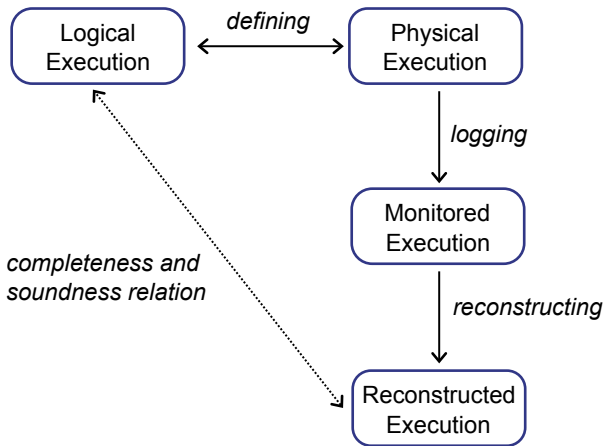 Logical
Execution
defining
Physical
Execution
logging
Monitored
Execution
completeness and
soundness relation
reconstructing
Reconstructed
Execution